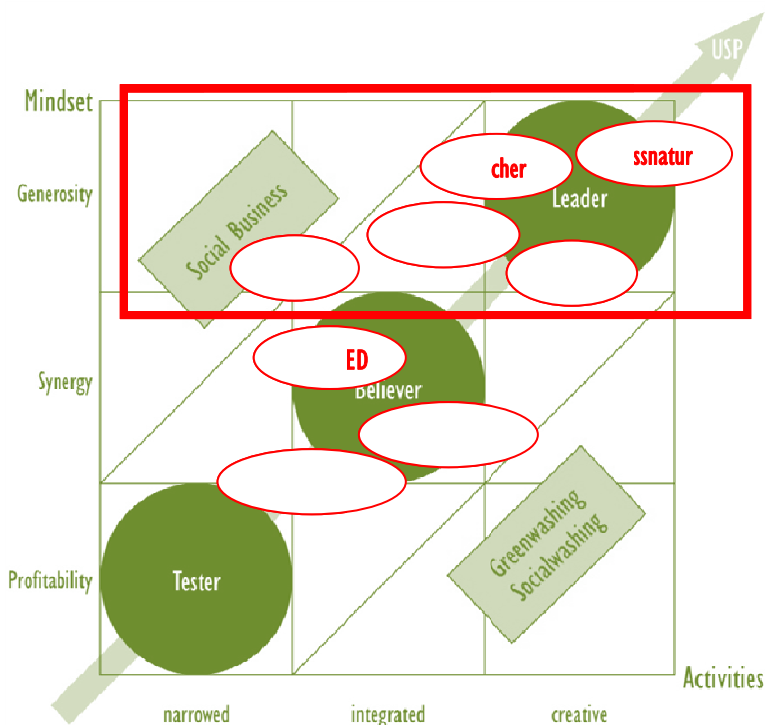 USP
Mindset
cher
ssnatur
Generosity
Leader
Social Business
ED
Synergy
Believer
Greenwashing
Socialwashing
Profitability
Tester
Activities
narrowed
integrated
creative